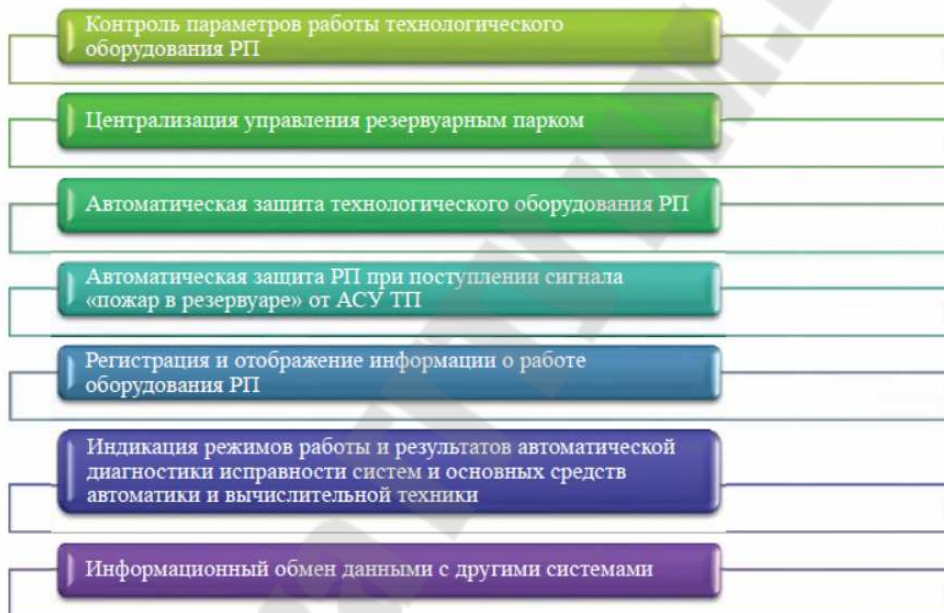 Контроль параметров работы технологического
оборудования РП
Централизация управления резервуарным парком
Автоматическая защита технологического оборудования РП
Автоматическая защита РП при поступлении сигнала
«пожар в резервуаре» от АСУ ТП
Регистрация и отображение информации о работе
оборудования РП
Индикация режимов работы и результатов автоматической
диагностики исправности систем и основных средств
автоматики и вычислительной техники
Информационный обмен данными с другими системами